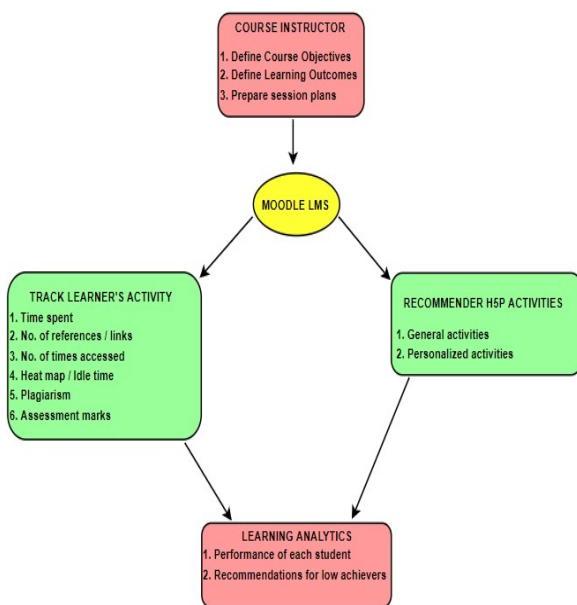 COURSE INSTRUCTOR
1. Define Course Objectives
2. Define Learning Outcomes
3. Prepare session plans
MOODLE LMS
TRACK LEARNER'S ACTIVITY
1. Time spent
2. No. of references / links
3. No. of times accessed
4. Heat map / Idle time
5. Plagiarism
6. Assessment marks
RECOMMENDER H5P ACTIVITIES
1. General activities
2. Personalized activities
LEARNING ANALYTICS
1. Performance of each student
2. Recommendations for low achievers